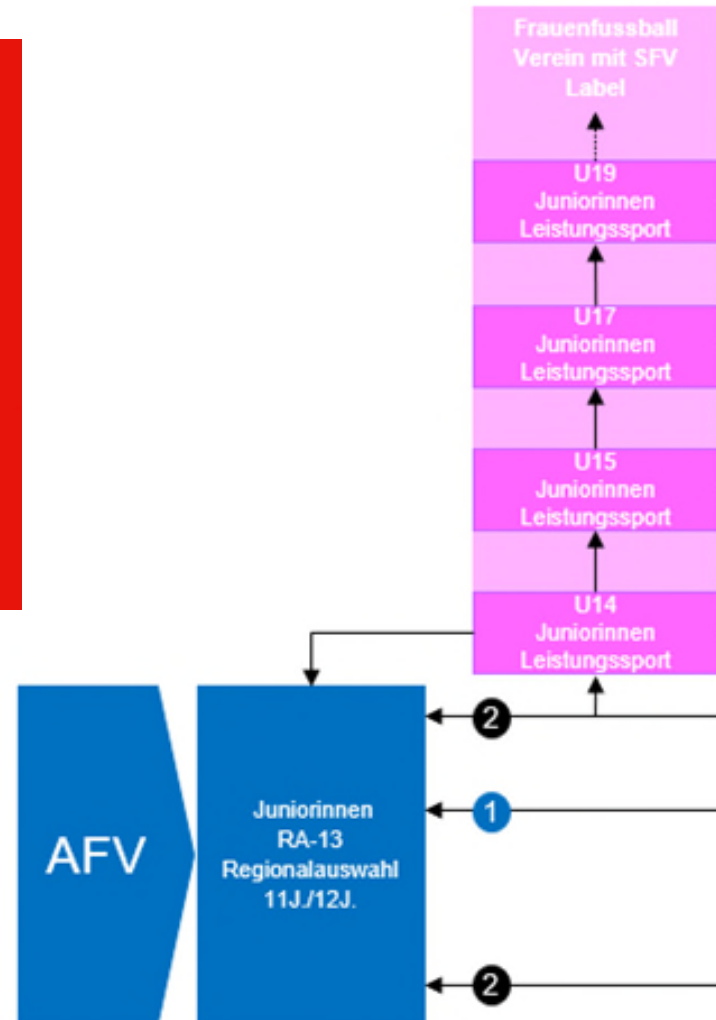 Frauenfussball
Verein mit SFV
Label
U19
Juniorinnen
Leistungssport
U17
Juniorinnen
Leistungssport
U15
Juniorinnen
Leistungssport
U14
Juniorinnen
Leistungssport
2
1
AFV
Juniorinnen
RA-13
Regionalauswahl
11J./12J.
2